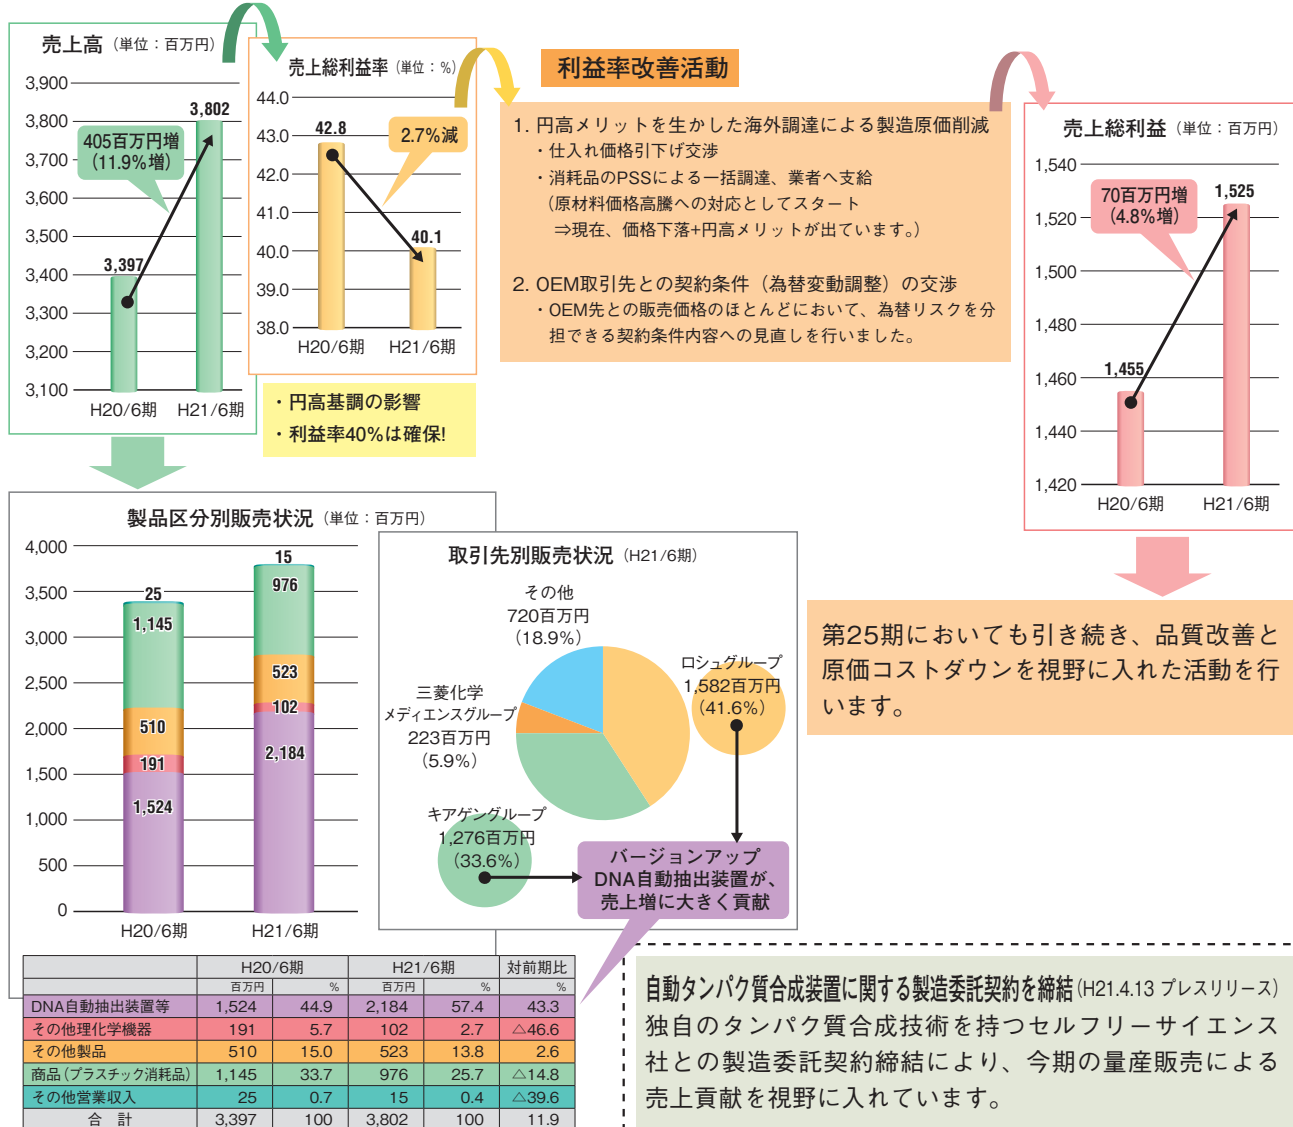 売上高（単位：百万円）
3,900
3,800
3,700
3,600
3,500
3,400
3,300
3,200
3,100
405百万円増
(11.9%増)
3,397
3,802
H20/6期
H21/6期
売上総利益率（単位：%）
44.0
43.0
42.0
41.0
40.0
39.0
38.0
42.8
2.7%減
40.1
H20/6期
H21/6期
・円高基調の影響
・利益率40%は確保!
利益率改善活動
1. 円高メリットを生かした海外調達による製造原価削減
・仕入れ価格引下げ交渉
・消耗品のPSSによる一括調達、業者へ支給
（原材料価格高騰への対応としてスタート
⇒現在、価格下落+円高メリットが出ています。）
2. OEM取引先との契約条件（為替変動調整）の交渉
・OEM先との販売価格のほとんどにおいて、為替リスクを分
担できる契約条件内容への見直しを行いました。
売上総利益（単位：百万円）
1,540
1,520
1,500
1,480
1,460
1,440
1,420
70百万円増
(4.8%増)
1,455
1,525
H20/6期
H21/6期
第25期においても引き続き、品質改善と
原価コストダウンを視野に入れた活動を行
います。
製品区分別販売状況（単位：百万円）
4,000
3,500
3,000
2,500
2,000
1,500
1,000
500
0
25
1,145
510
191
1,524
15
976
523
102
2,184
H20/6期
H21/6期
取引先別販売状況（H21/6期）
その他
720百万円
(18.9%)
ロシュグループ
1,582百万円
(41.6%)
三菱化学
メディエンスグループ
223百万円
(5.9%)
キアゲングループ
1,276百万円
(33.6%)
バージョンアップ
DNA自動抽出装置が、
売上増に大きく貢献
H20/6期 H21/6期 対前期比
百万円 % 百万円 % %
DNA自動抽出装置等 1,524 44.9 2,184 57.4 43.3
その他理化学機器 191 5.7 102 2.7 △46.6
その他製品 510 15.0 523 13.8 2.6
商品(プラスチック消耗品) 1,145 33.7 976 25.7 △14.8
その他営業収入 25 0.7 15 0.4 △39.6
合　計 3,397 100 3,802 100 11.9
自動タンパク質合成装置に関する製造委託契約を締結(H21.4.13 プレスリリース)
独自のタンパク質合成技術を持つセルフリーサイエンス
社との製造委託契約締結により、今期の量産販売による
売上貢献を視野に入れています。